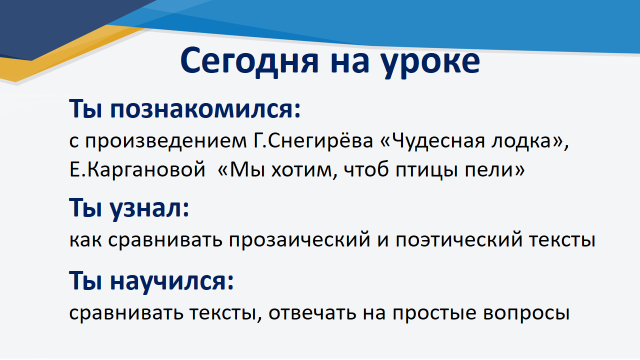 Сегодня на уроке
Ты познакомился:
с произведением Г.Снегирёва «Чудесная лодка»,
Е.Каргановой  «Мы хотим, чтоб птицы пели»
Ты узнал:
как сравнивать прозаический и поэтический тексты
Ты научился:
сравнивать тексты, отвечать на простые вопросы